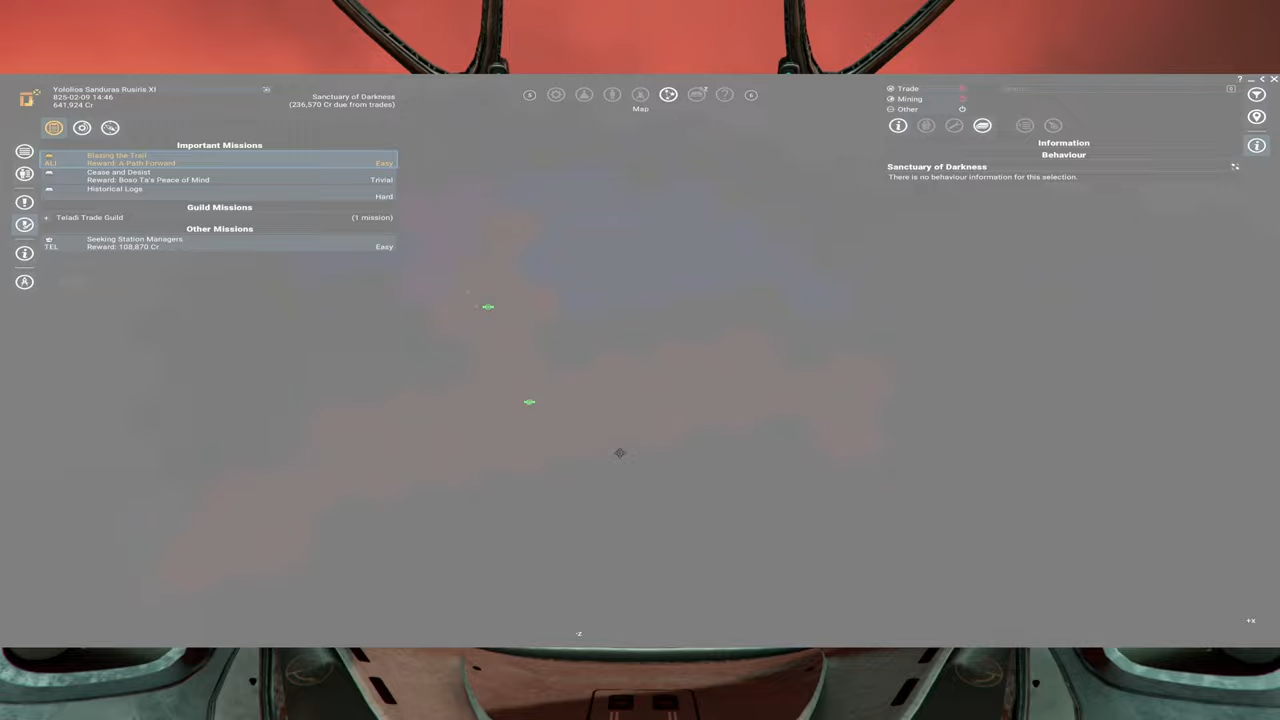 Yololios Sanduras Rusiris XI
825-02-09 14:46
641,924 Cr
Sanctuary of Darkness
(236,570 Cr due from trades)
Map
Important Missions
Blazing the Trail
ALI Reward: A Path Forward Easy
Cease and Desist
Reward: Boso Ta's Peace of Mind Trivial
Historical Logs
Hard
Guild Missions
+ Teladi Trade Guild (1 mission)
Other Missions
Seeking Station Managers
TEL Reward: 108,870 Cr Easy
Trade
Mining
Other
Information
Behaviour
Sanctuary of Darkness
There is no behaviour information for this selection.
-z
+x